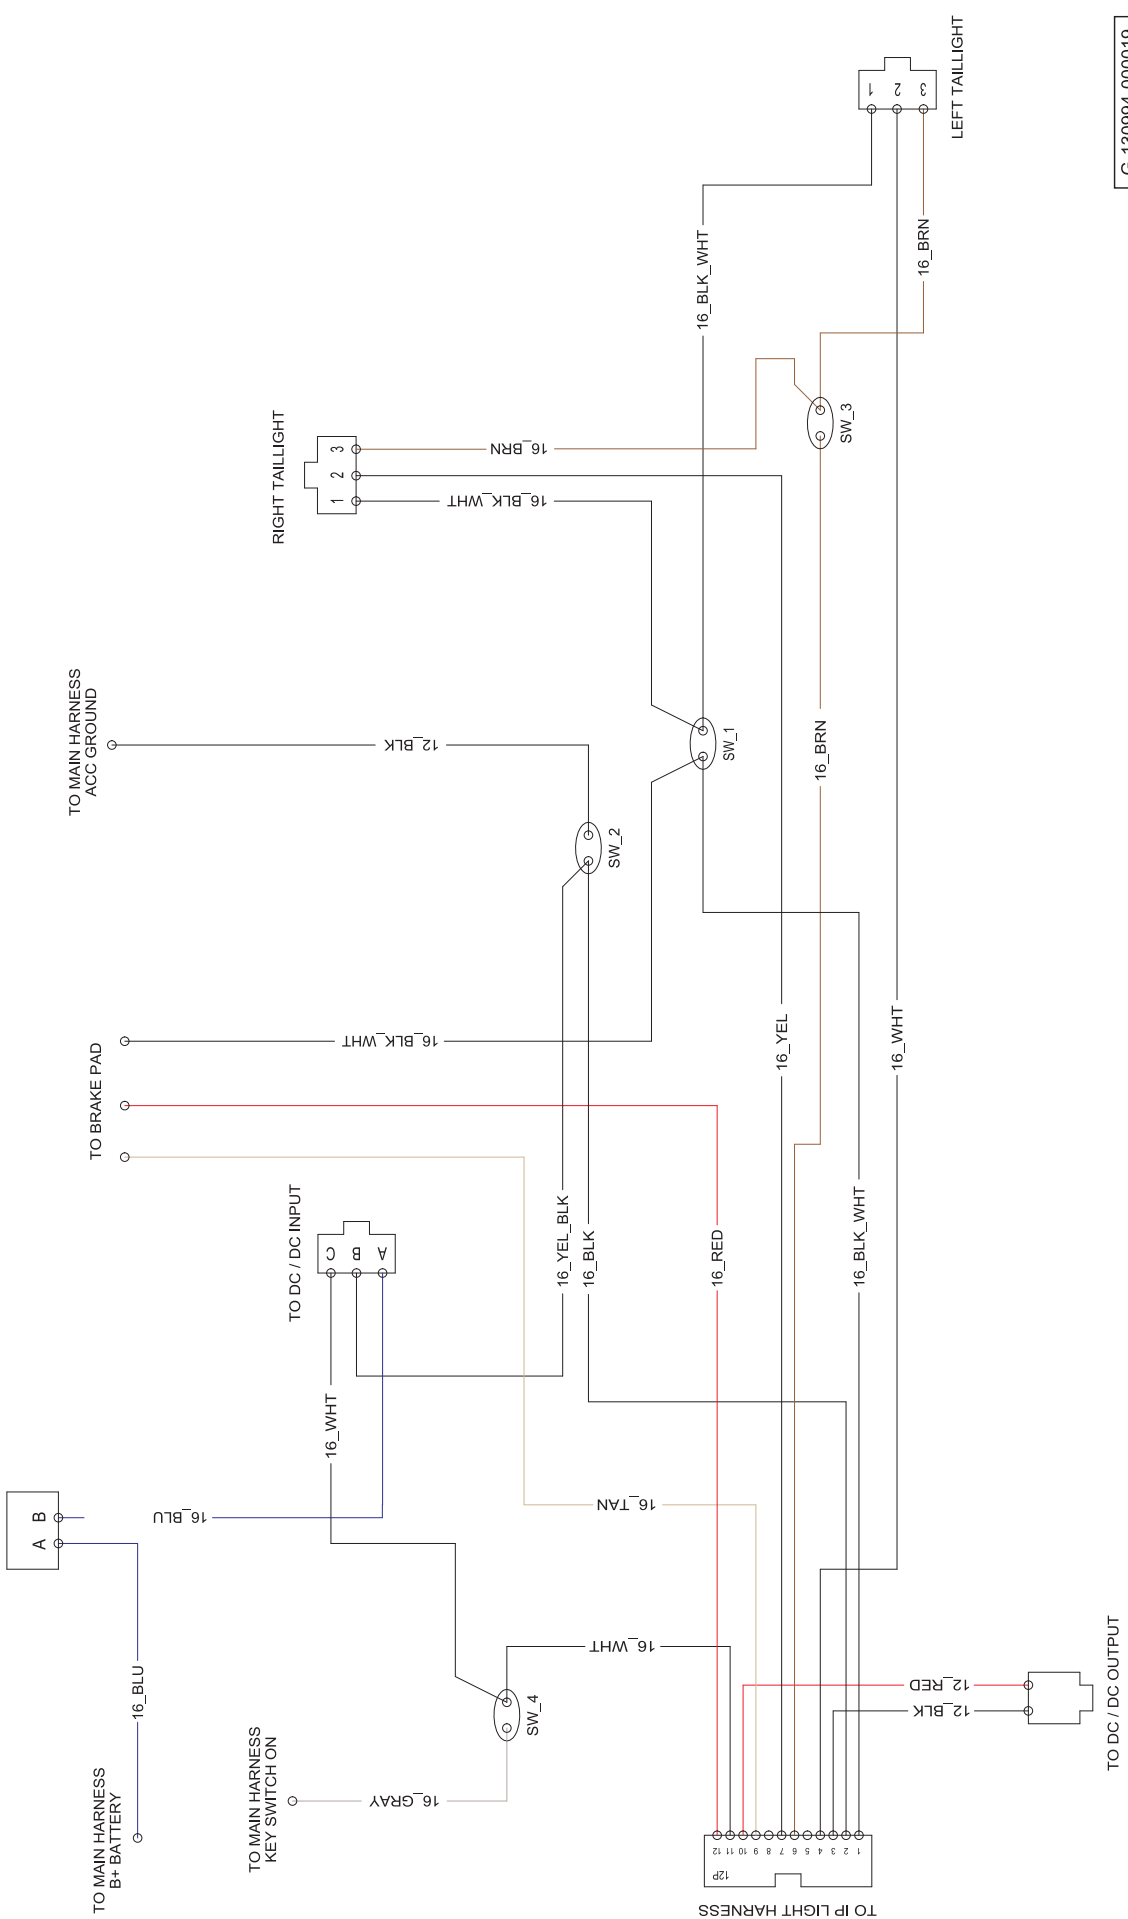 TO MAIN HARNESS
B+ BATTERY
16_BLU
A
B
16_BLU
TO MAIN HARNESS
KEY SWITCH ON
16_GRAY
SW_4
16_WHT
16_WHT
TO DC / DC INPUT
C
B
A
TO BRAKE PAD
16_TAN
16_RED
16_BLK_WHT
TO MAIN HARNESS
ACC GROUND
12_BLK
SW_2
16_YEL_BLK
16_BLK
SW_1
16_BLK_WHT
RIGHT TAILLIGHT
1
2
3
16_BLK_WHT
16_BRN
16_YEL
16_BLK_WHT
SW_3
16_BRN
16_BRN
16_WHT
LEFT TAILLIGHT
1
2
3
TO IP LIGHT HARNESS
12P
12
11
10
9
8
7
6
5
4
3
2
1
12_RED
12_BLK
TO DC / DC OUTPUT